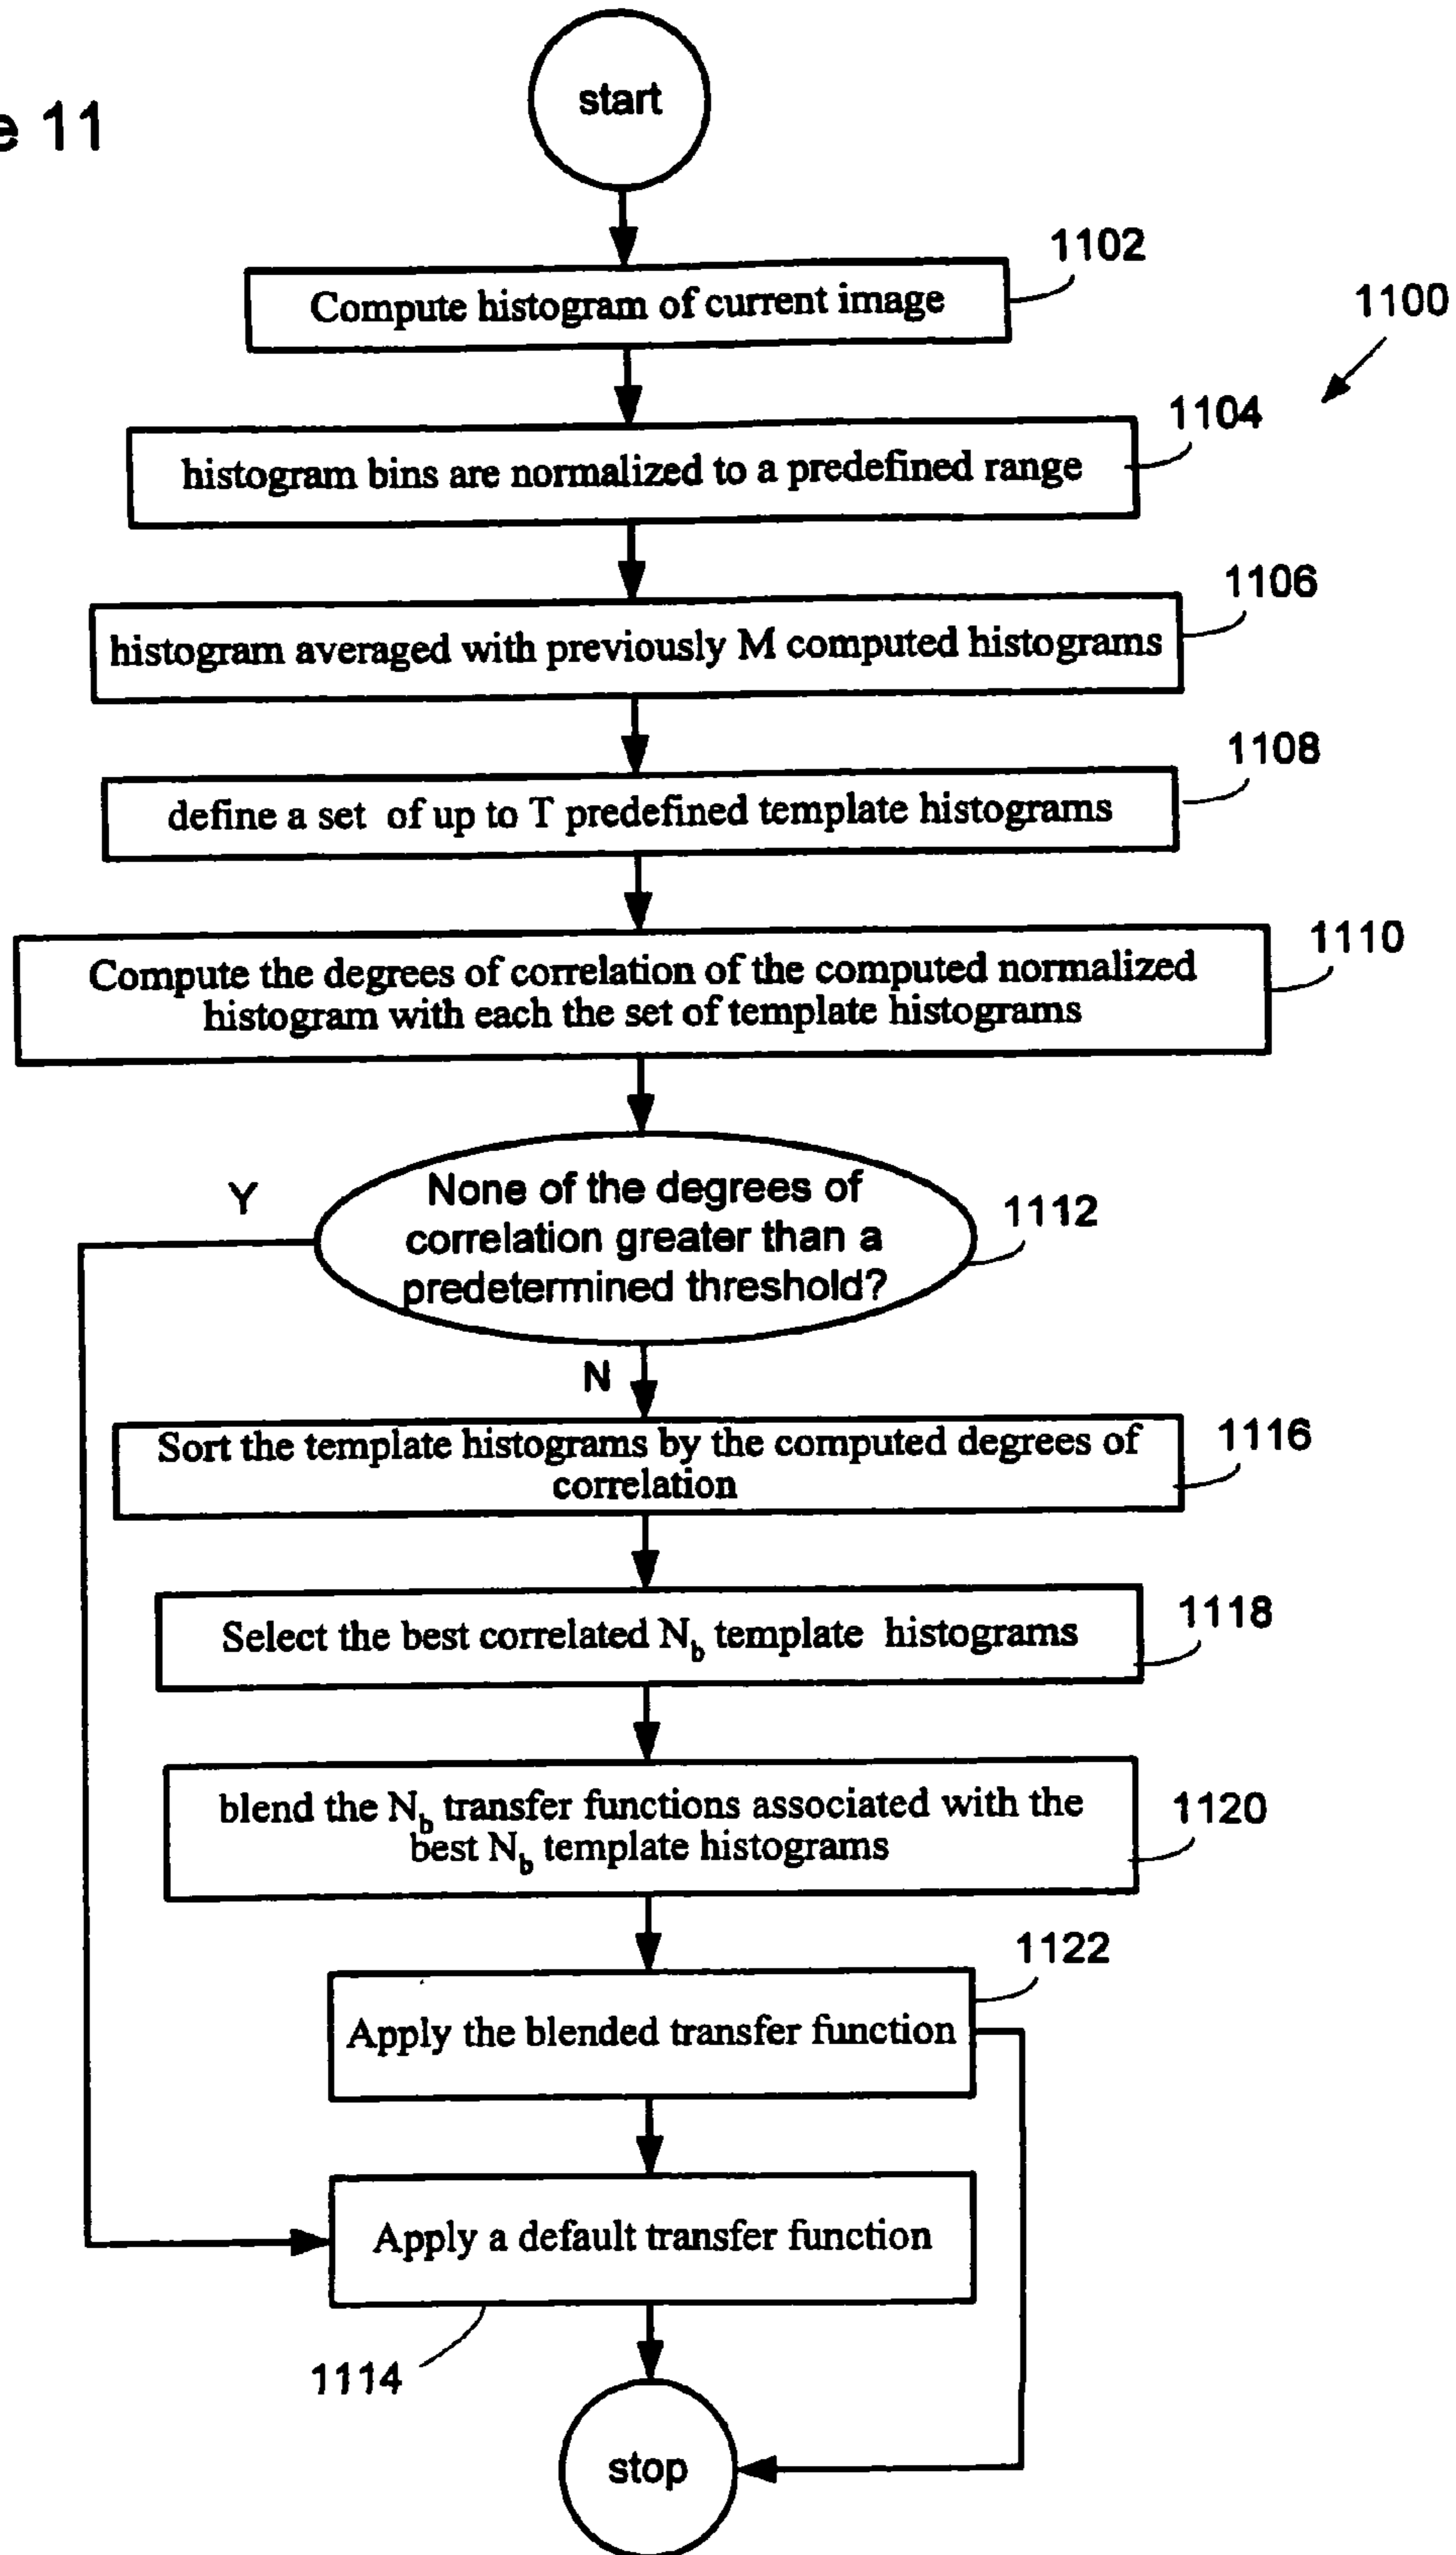 e 11
start
1102
Compute histogram of current image
1100
1104
histogram bins are normalized to a predefined range
1106
histogram averaged with previously M computed histograms
1108
define a set of up to T predefined template histograms
1110
Compute the degrees of correlation of the computed normalized
histogram with each the set of template histograms
Y
None of the degrees of
correlation greater than a
predetermined threshold?
1112
N
1116
Sort the template histograms by the computed degrees of
correlation
1118
Select the best correlated Nb template histograms
blend the Nb transfer functions associated with the
best Nb template histograms
1120
1122
Apply the blended transfer function
Apply a default transfer function
1114
stop